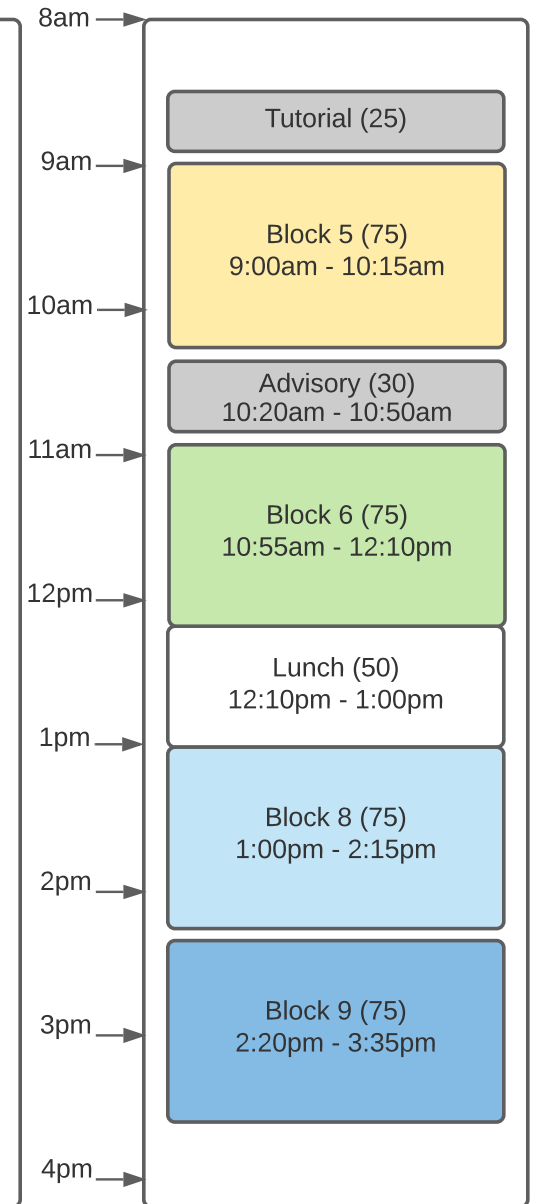 8am
Tutorial (25)
9am
Block 5 (75)
9:00am - 10:15am
10am
Advisory (30)
10:20am - 10:50am
11am
Block 6 (75)
10:55am - 12:10pm
12pm
Lunch (50)
12:10pm - 1:00pm
1pm
Block 8 (75)
1:00pm - 2:15pm
2pm
Block 9 (75)
3pm
2:20pm - 3:35pm
4pm